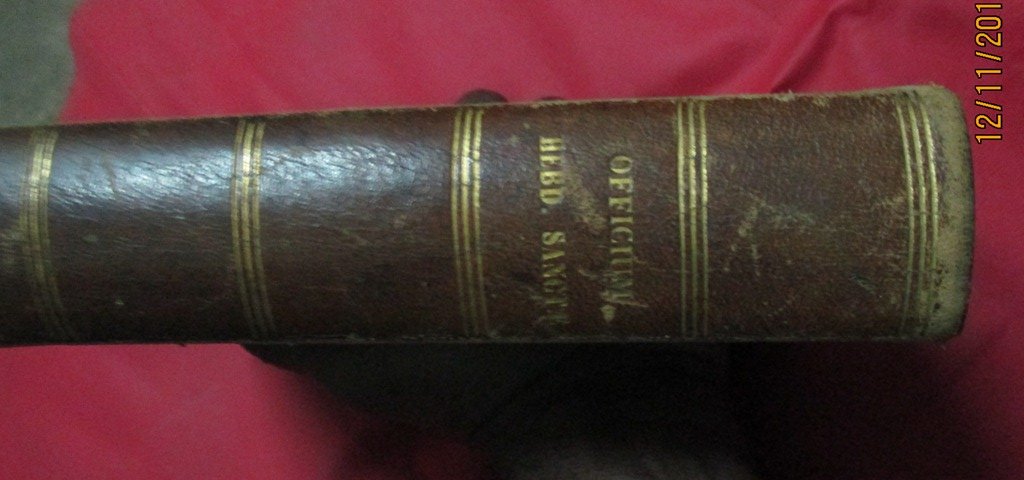 OFFICIUM
HEBD. SANCT.
12/11/201